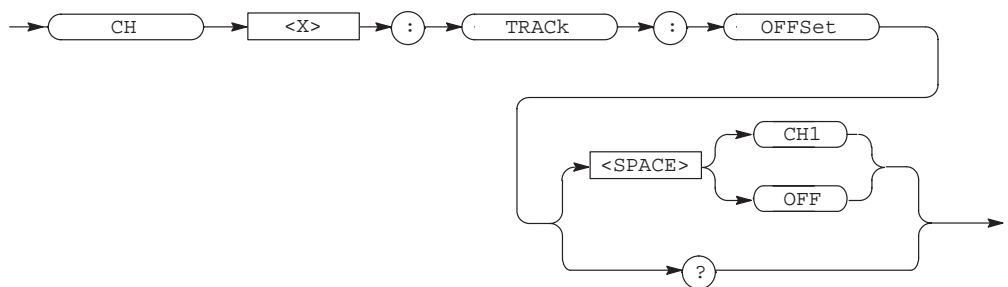 CH <X> : TRACk : OFFSet
<SPACE> CH1
OFF
?